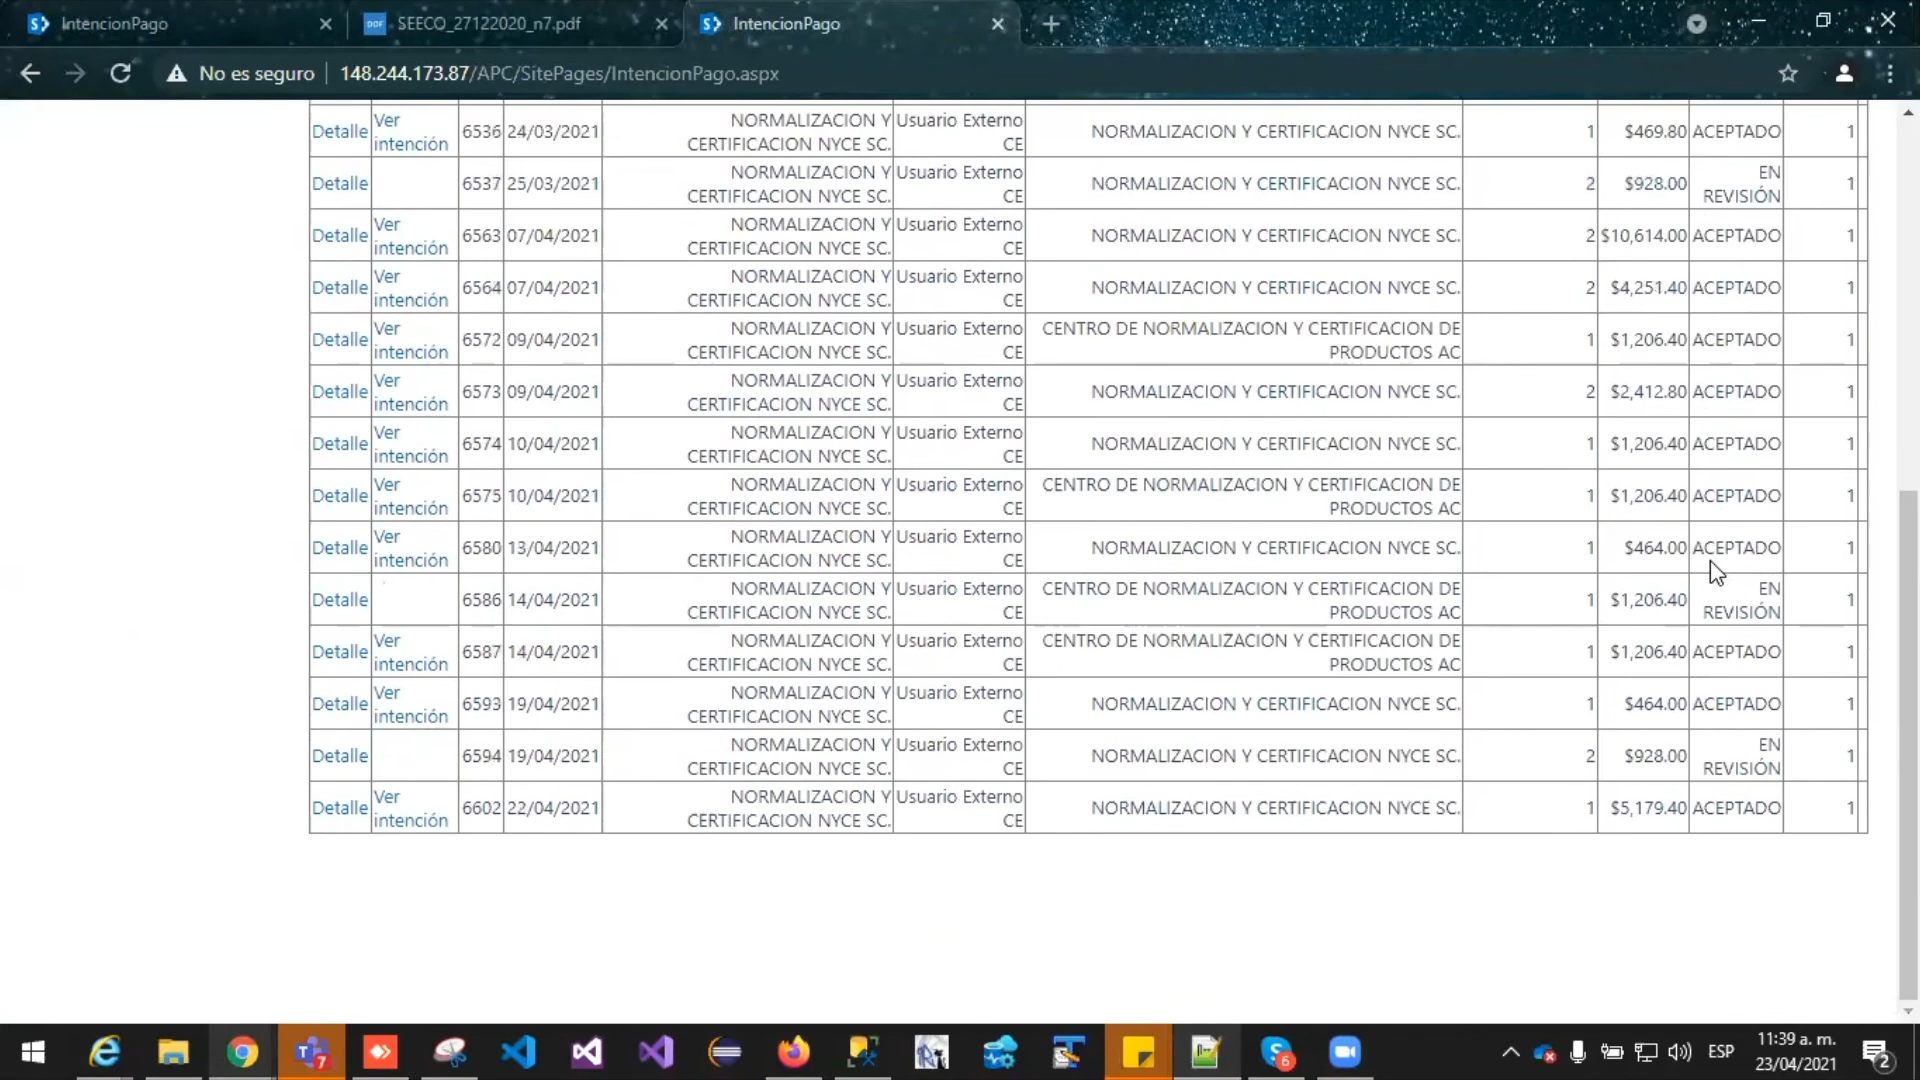 IntencionPago
SEECO_27122020_n7.pdf
IntencionPago
No es seguro
148.244.173.87/APC/SitePages/IntencionPago.aspx
Detalle Ver intención 6536 24/03/2021 NORMALIZACION Y CERTIFICACION NYCE SC. Usuario Externo CE NORMALIZACION Y CERTIFICACION NYCE SC. 1 $469.80 ACEPTADO 1
Detalle 6537 25/03/2021 NORMALIZACION Y CERTIFICACION NYCE SC. Usuario Externo CE NORMALIZACION Y CERTIFICACION NYCE SC. 2 $928.00 EN REVISIÓN 1
Detalle Ver intención 6563 07/04/2021 NORMALIZACION Y CERTIFICACION NYCE SC. Usuario Externo CE NORMALIZACION Y CERTIFICACION NYCE SC. 2 $10,614.00 ACEPTADO 1
Detalle Ver intención 6564 07/04/2021 NORMALIZACION Y CERTIFICACION NYCE SC. Usuario Externo CE NORMALIZACION Y CERTIFICACION NYCE SC. 2 $4,251.40 ACEPTADO 1
Detalle Ver intención 6572 09/04/2021 NORMALIZACION Y CERTIFICACION NYCE SC. Usuario Externo CE CENTRO DE NORMALIZACION Y CERTIFICACION DE PRODUCTOS AC 1 $1,206.40 ACEPTADO 1
Detalle Ver intención 6573 09/04/2021 NORMALIZACION Y CERTIFICACION NYCE SC. Usuario Externo CE NORMALIZACION Y CERTIFICACION NYCE SC. 2 $2,412.80 ACEPTADO 1
Detalle Ver intención 6574 10/04/2021 NORMALIZACION Y CERTIFICACION NYCE SC. Usuario Externo CE NORMALIZACION Y CERTIFICACION NYCE SC. 1 $1,206.40 ACEPTADO 1
Detalle Ver intención 6575 10/04/2021 NORMALIZACION Y CERTIFICACION NYCE SC. Usuario Externo CE CENTRO DE NORMALIZACION Y CERTIFICACION DE PRODUCTOS AC 1 $1,206.40 ACEPTADO 1
Detalle Ver intención 6580 13/04/2021 NORMALIZACION Y CERTIFICACION NYCE SC. Usuario Externo CE NORMALIZACION Y CERTIFICACION NYCE SC. 1 $464.00 ACEPTADO 1
Detalle 6586 14/04/2021 NORMALIZACION Y CERTIFICACION NYCE SC. Usuario Externo CE CENTRO DE NORMALIZACION Y CERTIFICACION DE PRODUCTOS AC 1 $1,206.40 EN REVISIÓN 1
Detalle Ver intención 6587 14/04/2021 NORMALIZACION Y CERTIFICACION NYCE SC. Usuario Externo CE CENTRO DE NORMALIZACION Y CERTIFICACION DE PRODUCTOS AC 1 $1,206.40 ACEPTADO 1
Detalle Ver intención 6593 19/04/2021 NORMALIZACION Y CERTIFICACION NYCE SC. Usuario Externo CE NORMALIZACION Y CERTIFICACION NYCE SC. 1 $464.00 ACEPTADO 1
Detalle 6594 19/04/2021 NORMALIZACION Y CERTIFICACION NYCE SC. Usuario Externo CE NORMALIZACION Y CERTIFICACION NYCE SC. 2 $928.00 EN REVISIÓN 1
Detalle Ver intención 6602 22/04/2021 NORMALIZACION Y CERTIFICACION NYCE SC. Usuario Externo CE NORMALIZACION Y CERTIFICACION NYCE SC. 1 $5,179.40 ACEPTADO 1
7
6
ESP
11:39 a. m.
23/04/2021
2